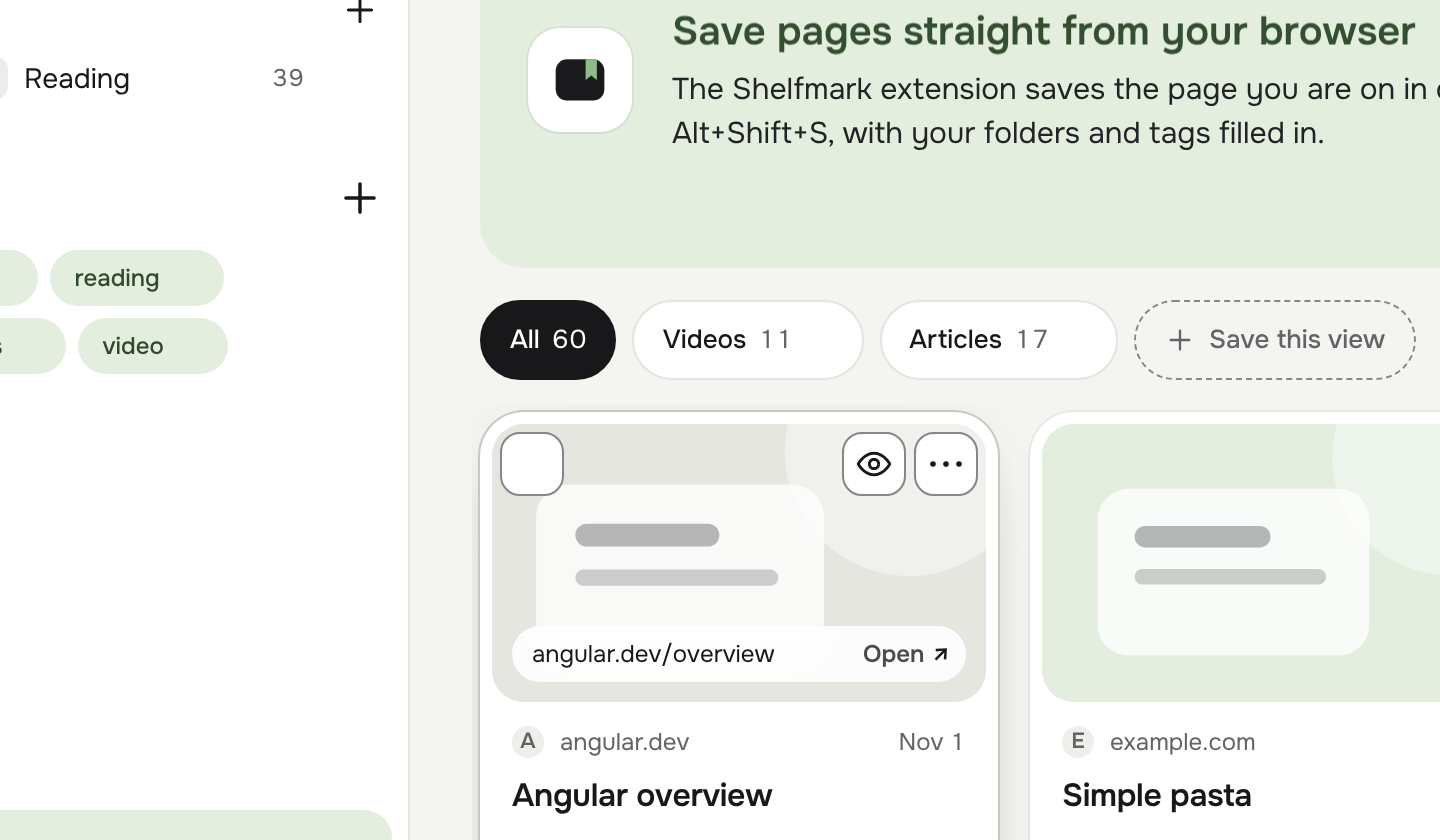 Reading 39
reading
video
Save pages straight from your browser
The Shelfmark extension saves the page you are on in
Alt+Shift+S, with your folders and tags filled in.
All 60
Videos 11
Articles 17
+ Save this view
angular.dev/overview Open
A angular.dev Nov 1
Angular overview
E example.com
Simple pasta